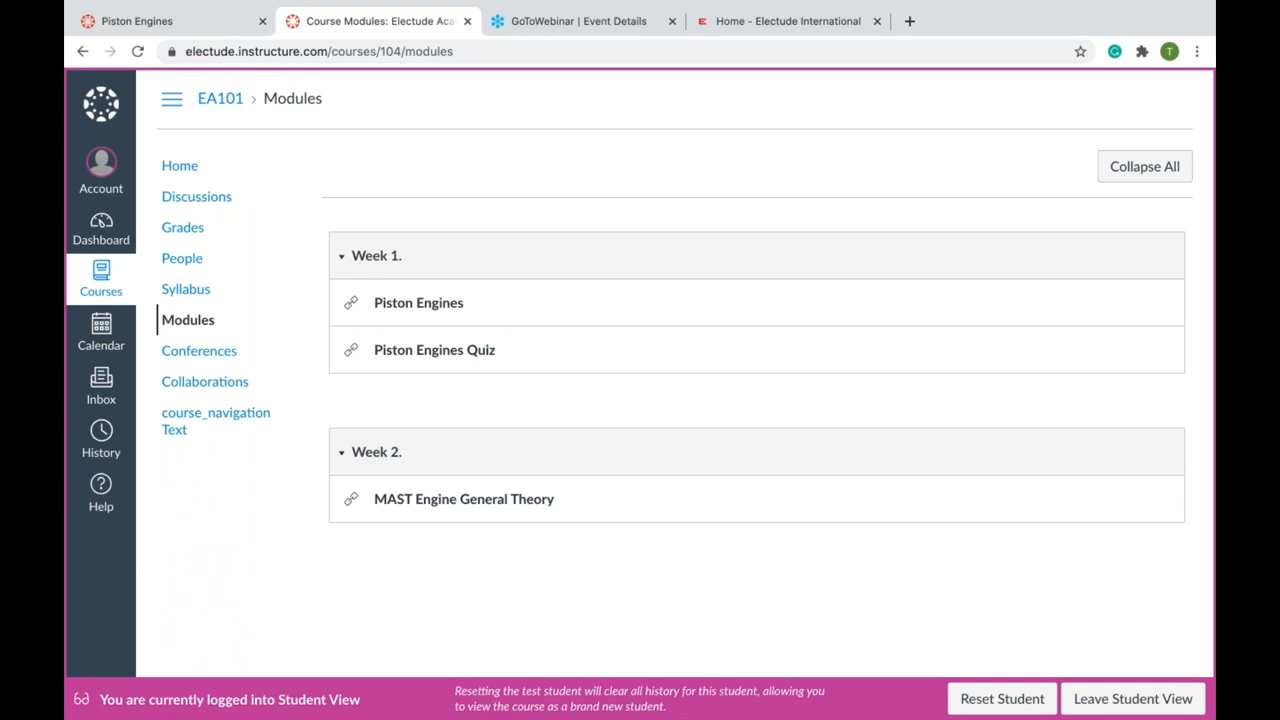 Piston Engines
Course Modules: Electude Aca
GoToWebinar | Event Details
Home - Electude International
electude.instructure.com/courses/104/modules
T
EA101 > Modules
Account
Dashboard
Courses
Calendar
Inbox
History
Help
Home
Discussions
Grades
People
Syllabus
Modules
Conferences
Collaborations
course_navigation
Text
Collapse All
Week 1.
Piston Engines
Piston Engines Quiz
Week 2.
MAST Engine General Theory
You are currently logged into Student View
Resetting the test student will clear all history for this student, allowing you
to view the course as a brand new student.
Reset Student
Leave Student View